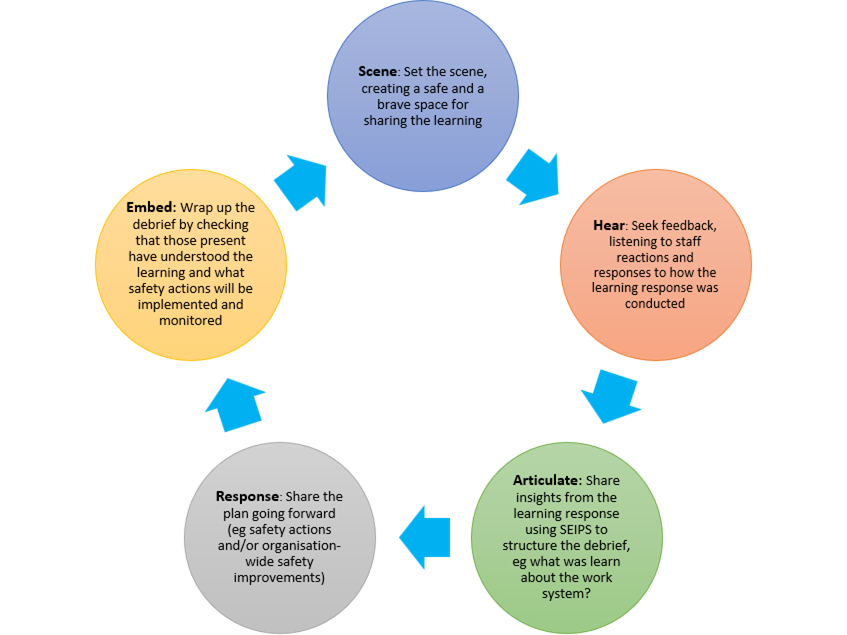 Scene: Set the scene,
creating a safe and a
brave space for
sharing the learning
Hear: Seek feedback,
listening to staff
reactions and
responses to how the
learning response was
conducted
Articulate: Share
insights from the
learning response
using SEIPS to
structure the debrief,
eg what was learn
about the work
system?
Response: Share the
plan going forward
(eg safety actions
and/or organisation-
wide safety
improvements)
Embed: Wrap up the
debrief by checking
that those present
have understood the
learning and what
safety actions will be
implemented and
monitored